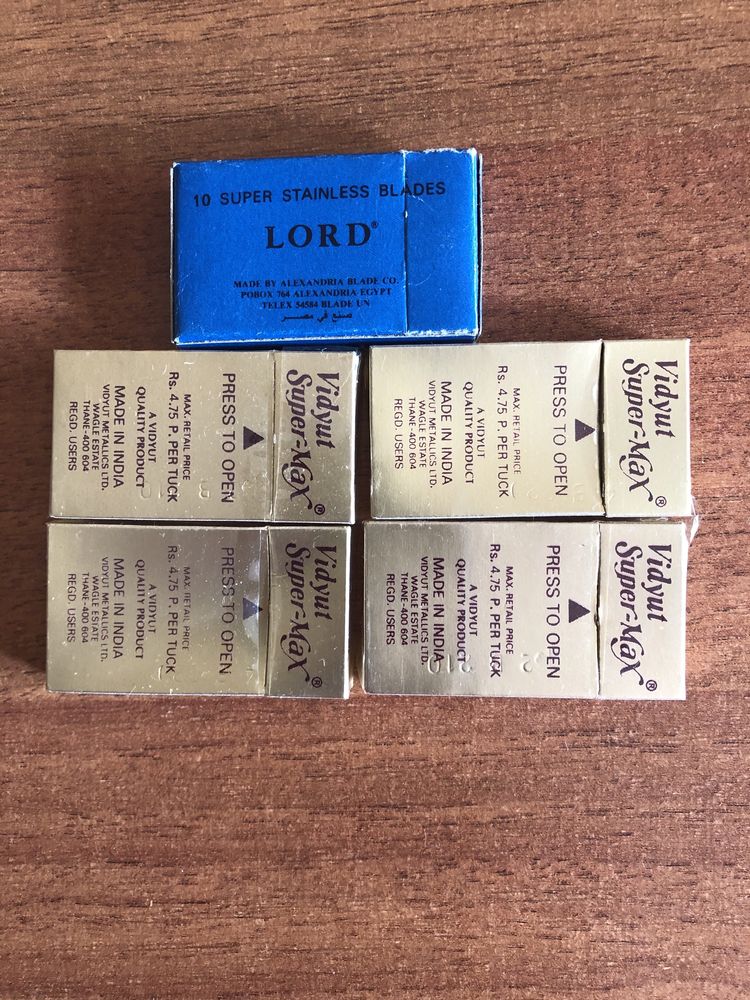 10 SUPER STAINLESS BLADES
LORD®
MADE BY ALEXANDRIA BLADE CO.
POBOX 764 ALEXANDRIA-EGYPT
TELEX 54584 BLADE UN
صنع في مصر
Vidyut
Super-Max®
PRESS TO OPEN
MAX. RETAIL PRICE
Rs. 4.75 P. PER TUCK
A VIDYUT
QUALITY PRODUCT
MADE IN INDIA
VIDYUT METALLICS LTD.
WAGLE ESTATE
THANE-400 604
REGD. USERS
Vidyut
Super-Max®
PRESS TO OPEN
MAX. RETAIL PRICE
Rs. 4.75 P. PER TUCK
A VIDYUT
QUALITY PRODUCT
MADE IN INDIA
VIDYUT METALLICS LTD.
WAGLE ESTATE
THANE-400 604
REGD. USERS
Vidyut
Super-Max®
PRESS TO OPEN
MAX. RETAIL PRICE
Rs. 4.75 P. PER TUCK
A VIDYUT
QUALITY PRODUCT
MADE IN INDIA
VIDYUT METALLICS LTD.
WAGLE ESTATE
THANE-400 604
REGD. USERS
Vidyut
Super-Max®
PRESS TO OPEN
MAX. RETAIL PRICE
Rs. 4.75 P. PER TUCK
A VIDYUT
QUALITY PRODUCT
MADE IN INDIA
VIDYUT METALLICS LTD.
WAGLE ESTATE
THANE-400 604
REGD. USERS